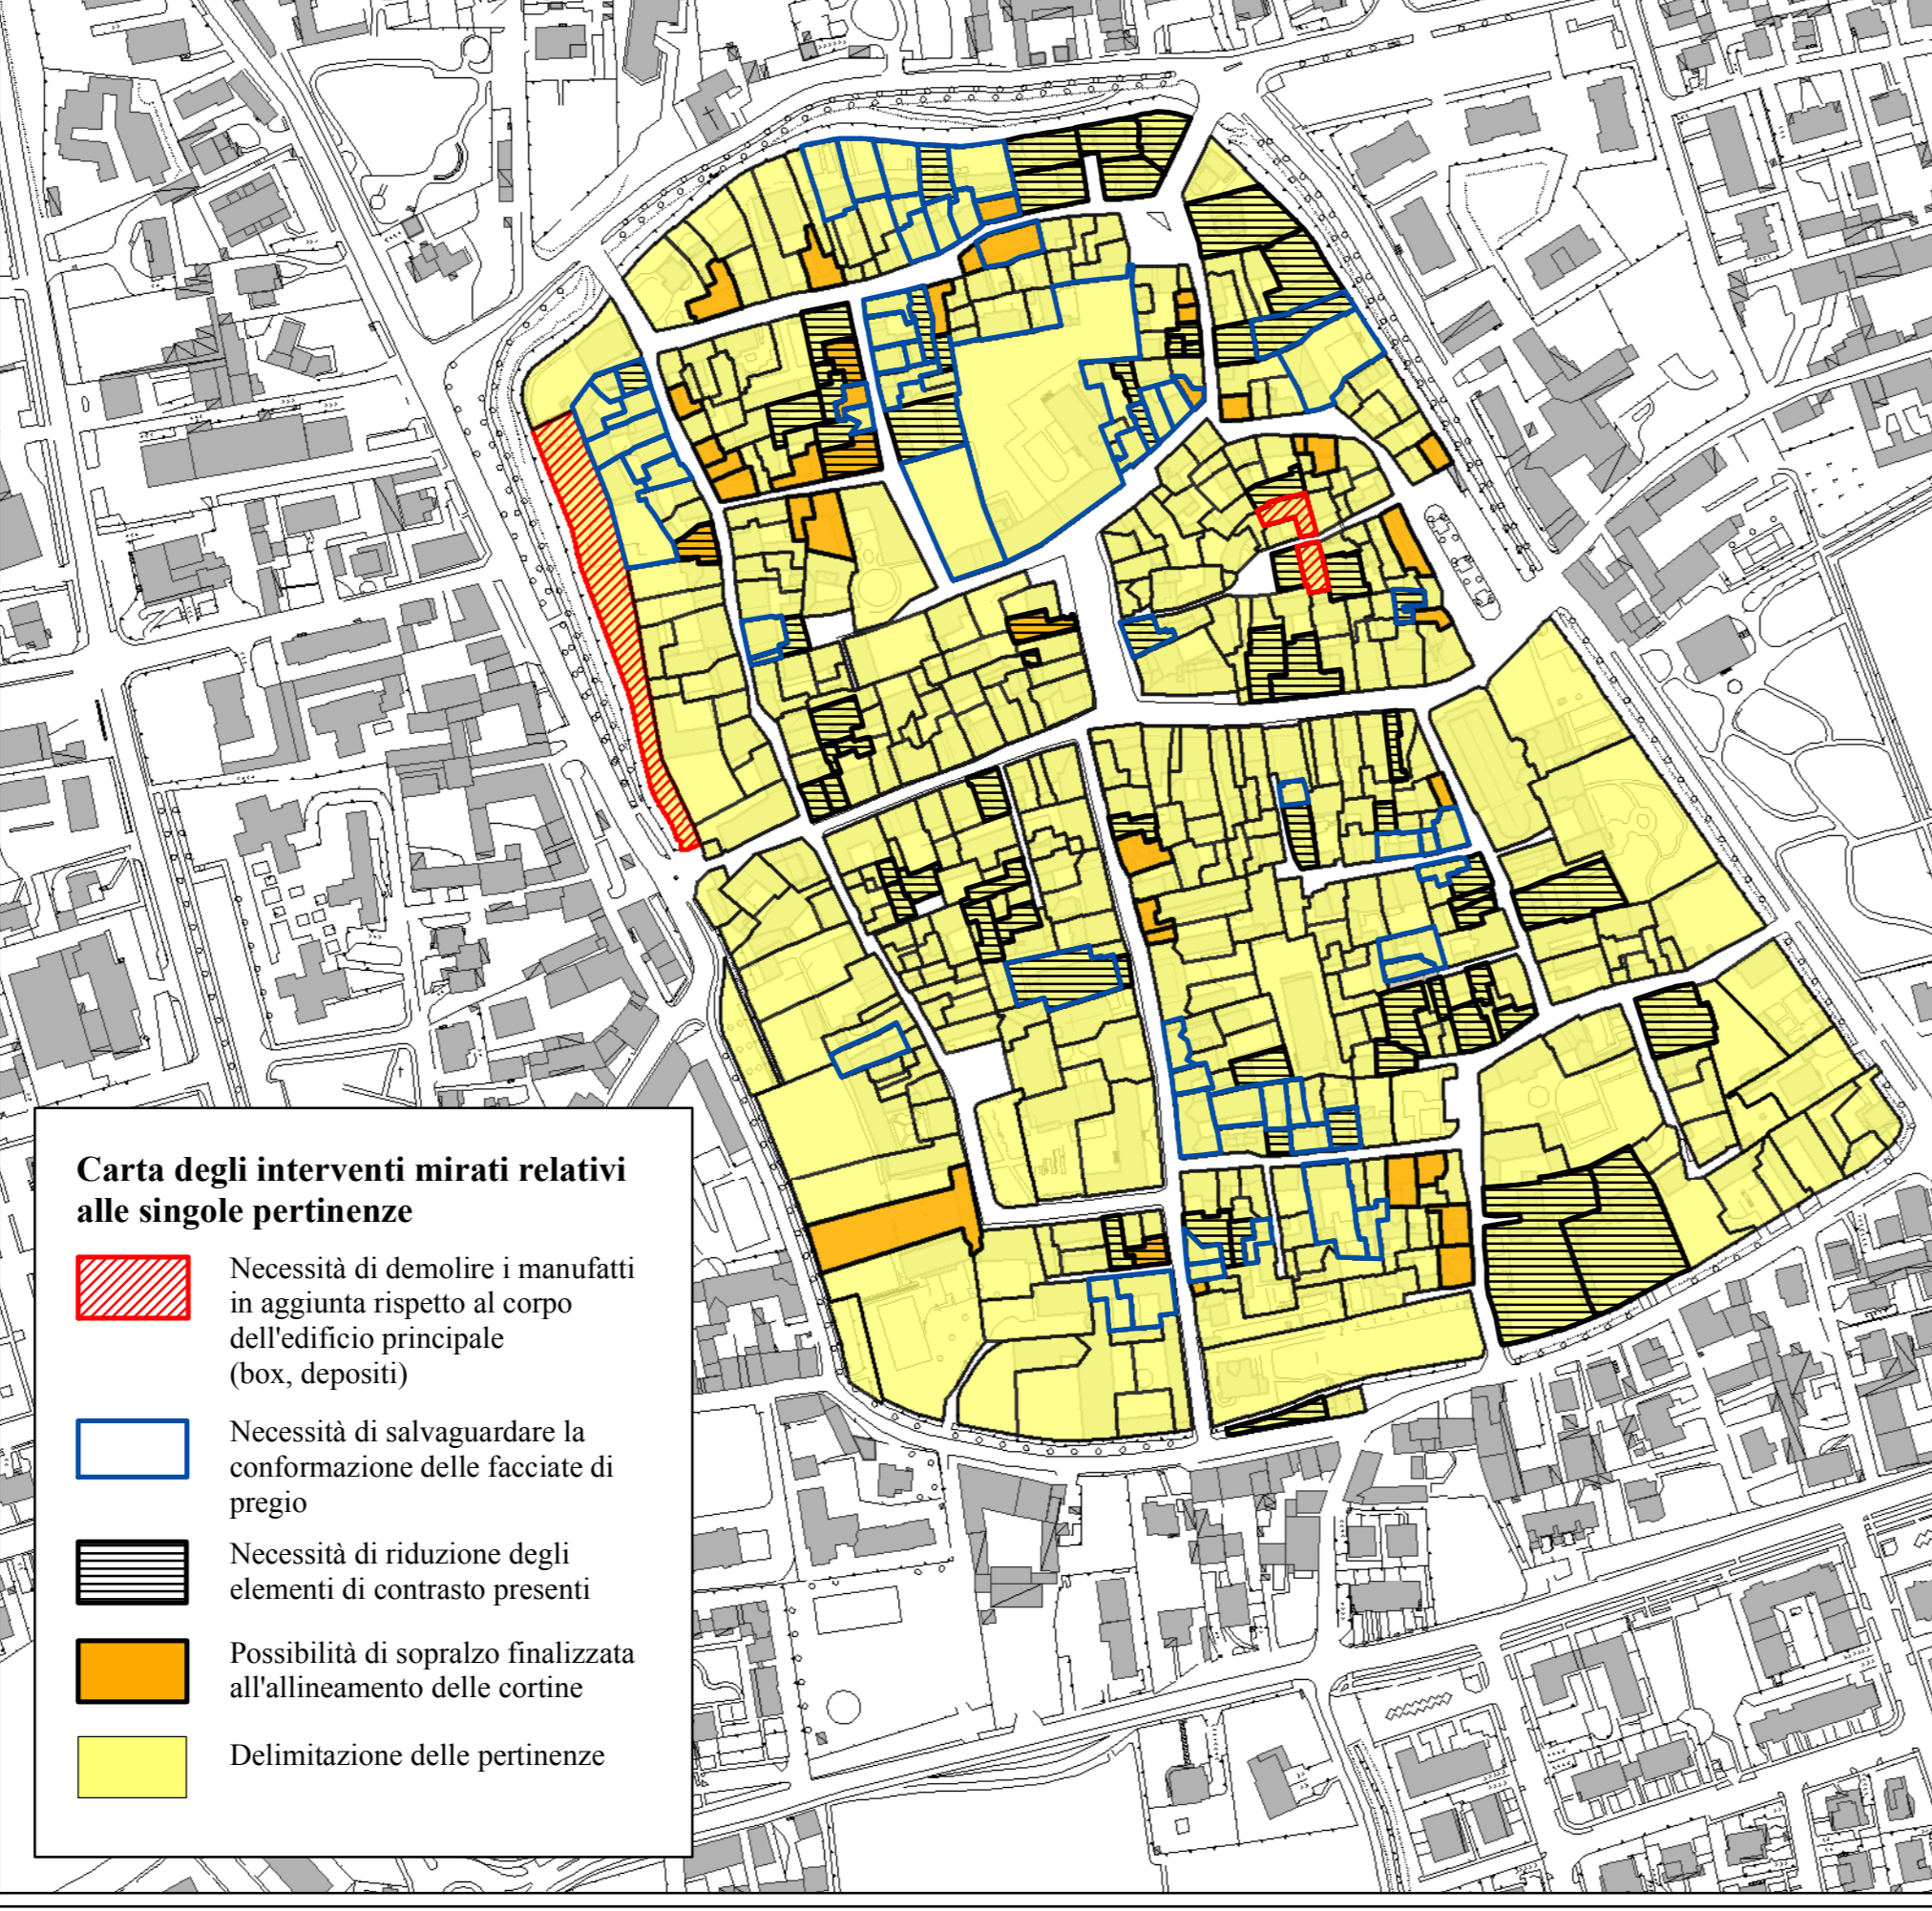 Carta degli interventi mirati relativi
alle singole pertinenze
Necessità di demolire i manufatti
in aggiunta rispetto al corpo
dell'edificio principale
(box, depositi)
Necessità di salvaguardare la
conformazione delle facciate di
pregio
Necessità di riduzione degli
elementi di contrasto presenti
Possibilità di sopralzo finalizzata
all'allineamento delle cortine
Delimitazione delle pertinenze